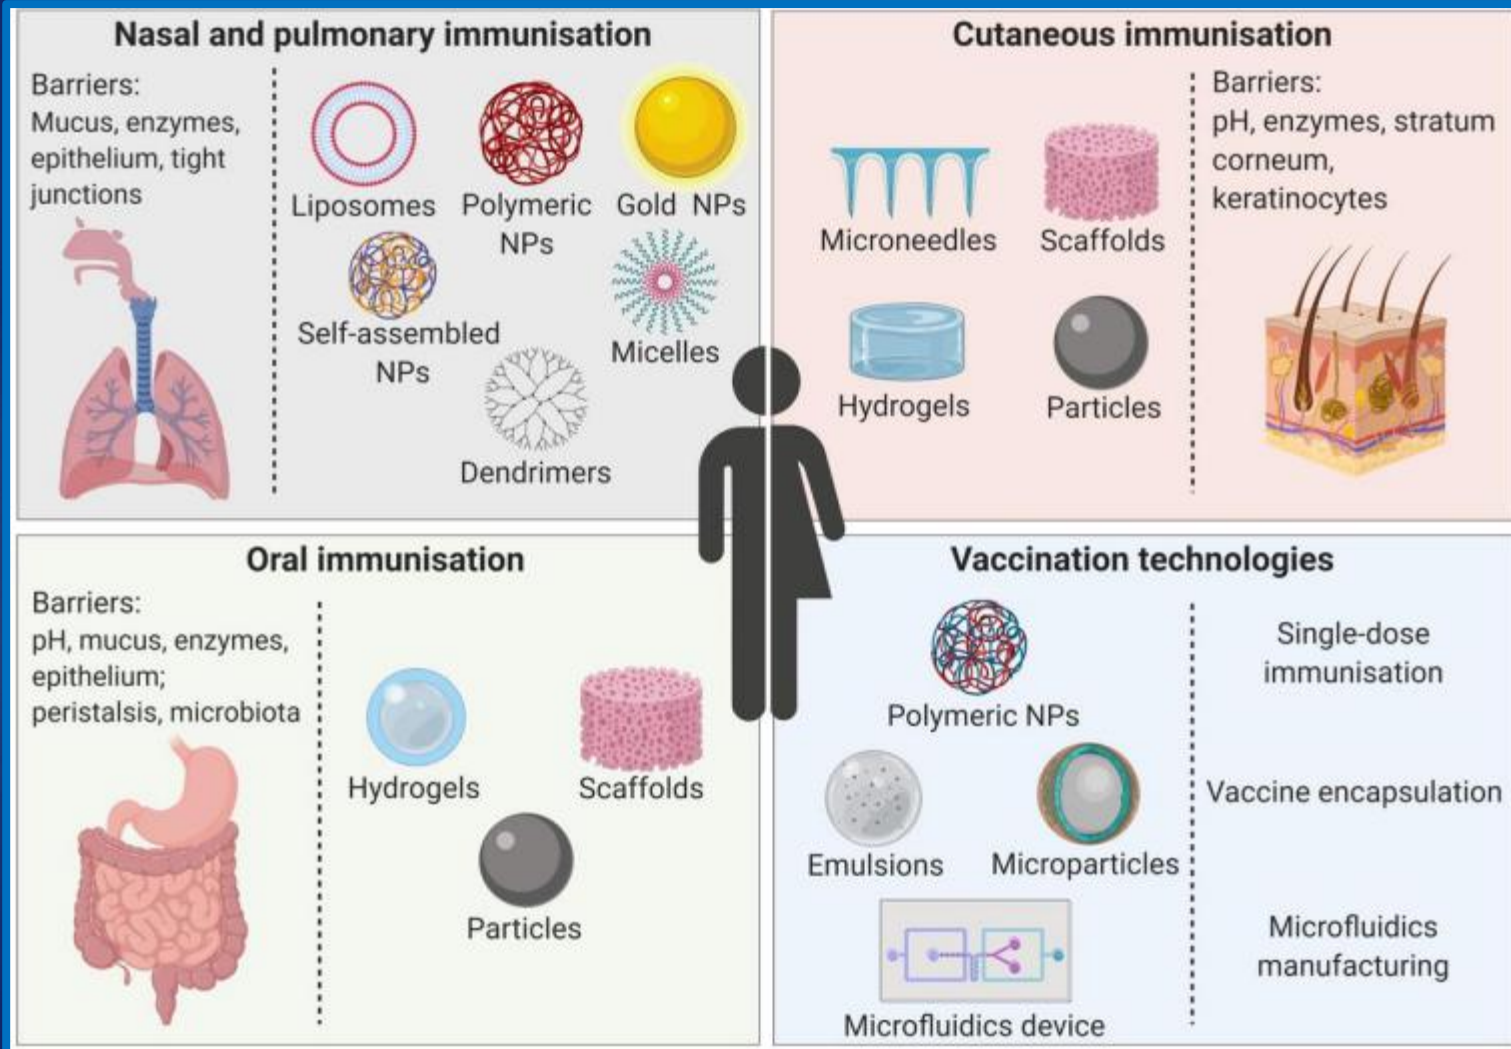 Nasal and pulmonary immunisation
Barriers:
Mucus, enzymes,
epithelium, tight
junctions
Liposomes
Polymeric
NPs
Gold NPs
Self-assembled
NPs
Micelles
Dendrimers
Cutaneous immunisation
Microneedles
Scaffolds
Hydrogels
Particles
Barriers:
pH, enzymes, stratum
corneum,
keratinocytes
Oral immunisation
Barriers:
pH, mucus, enzymes,
epithelium;
peristalsis, microbiota
Hydrogels
Scaffolds
Particles
Vaccination technologies
Polymeric NPs
Emulsions
Microparticles
Microfluidics device
Single-dose
immunisation
Vaccine encapsulation
Microfluidics
manufacturing